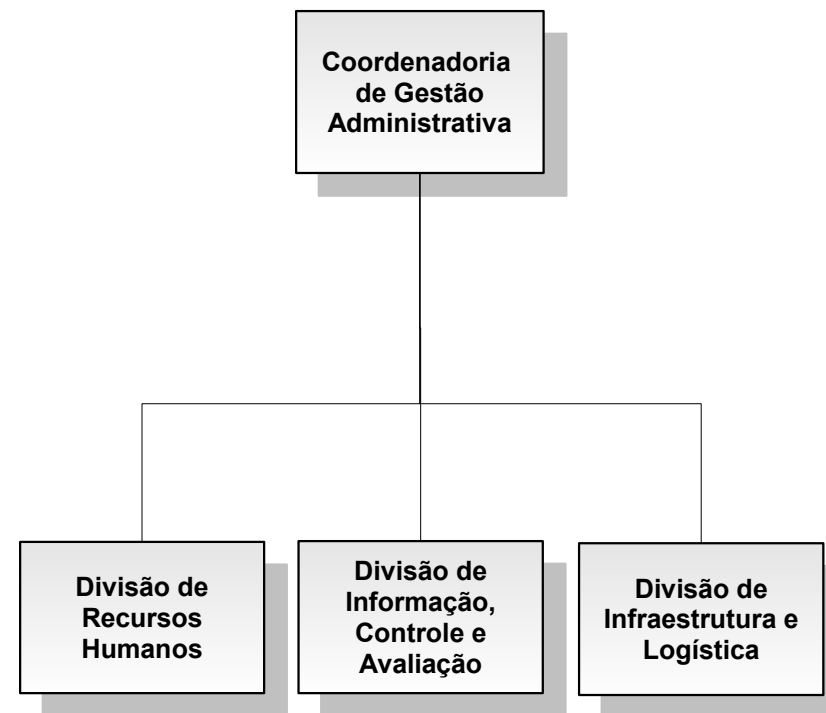 Coordenadoria
de Gestão
Administrativa
Divisão de
Recursos
Humanos
Divisão de
Informação,
Controle e
Avaliação
Divisão de
Infraestrutura e
Logística